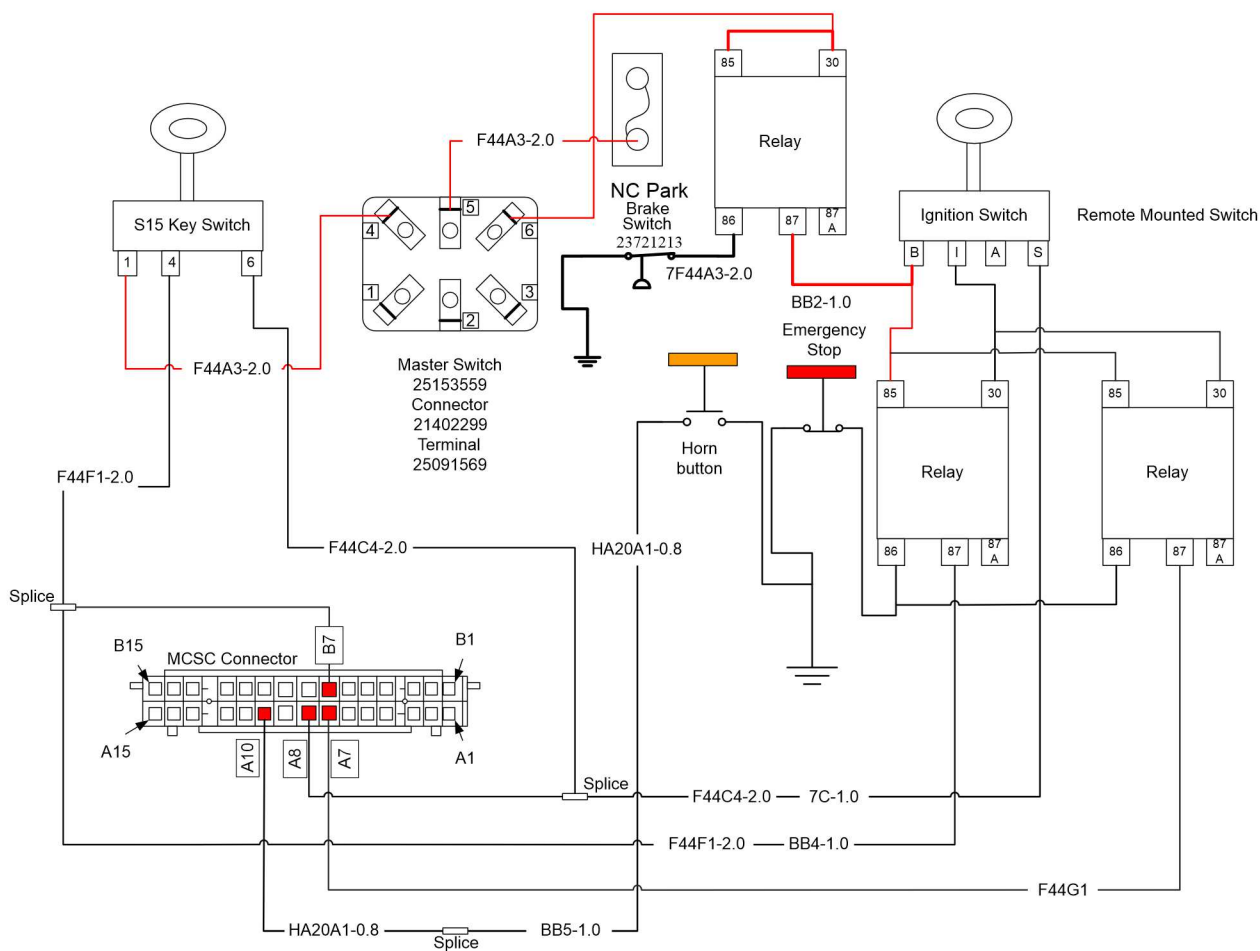 85
30
Relay
86
87
87
A
F44A3-2.0
NC Park
Brake
Switch
23721213
7F44A3-2.0
S15 Key Switch
1
4
6
4
5
6
1
2
3
Ignition Switch
Remote Mounted Switch
B
I
A
S
BB2-1.0
F44A3-2.0
Master Switch
25153559
Connector
21402299
Terminal
25091569
Emergency
Stop
Horn
button
85
30
Relay
86
87
87
A
85
30
Relay
86
87
87
A
F44F1-2.0
F44C4-2.0
HA20A1-0.8
Splice
B15
MCSC Connector
B7
B1
A15
A10
A8
A7
A1
Splice
F44C4-2.0
7C-1.0
F44F1-2.0
BB4-1.0
F44G1
HA20A1-0.8
BB5-1.0
Splice